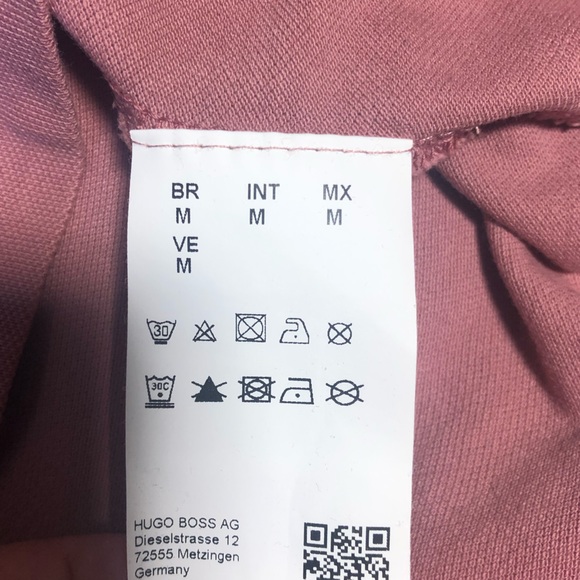 BR INT MX
M M M
VE
M
30
30C
HUGO BOSS AG
Dieselstrasse 12
72555 Metzingen
Germany